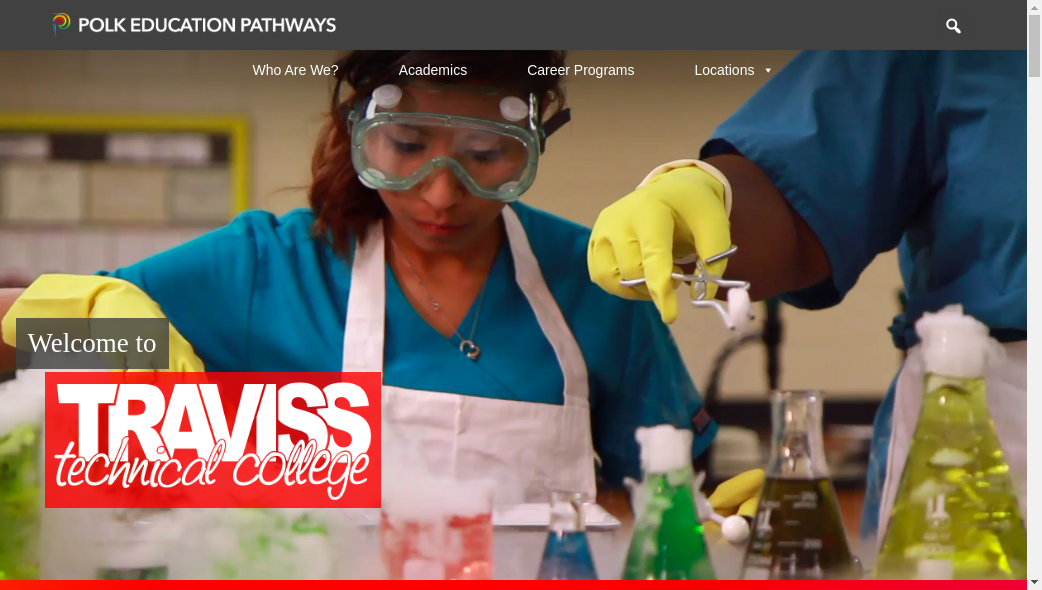 POLK EDUCATION PATHWAYS
Who Are We?
Academics
Career Programs
Locations
Welcome to
TRAVISS
technical college